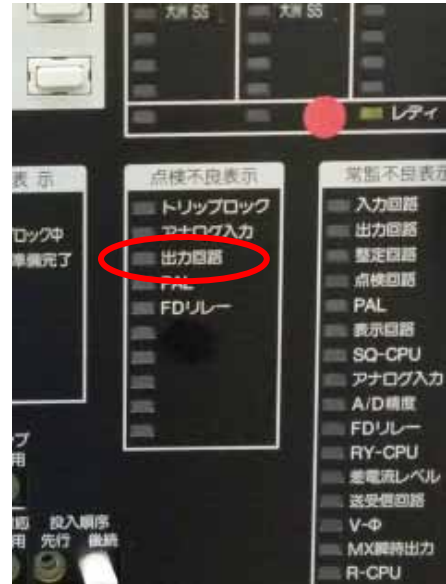 大洲 SS
大洲 SS
レディ
表 示
ロック中
準備完了
点検不良表示
トリップロック
アナログ入力
出力回路
PAL
FDリレー
常監不良表示
入力回路
出力回路
整定回路
点検回路
PAL
表示回路
SQ-CPU
アナログ入力
A/D精度
FDリレー
RY-CPU
差電流レベル
送受信回路
V-Φ
MX瞬時出力
R-CPU
用
投入順序
用
先行
後続